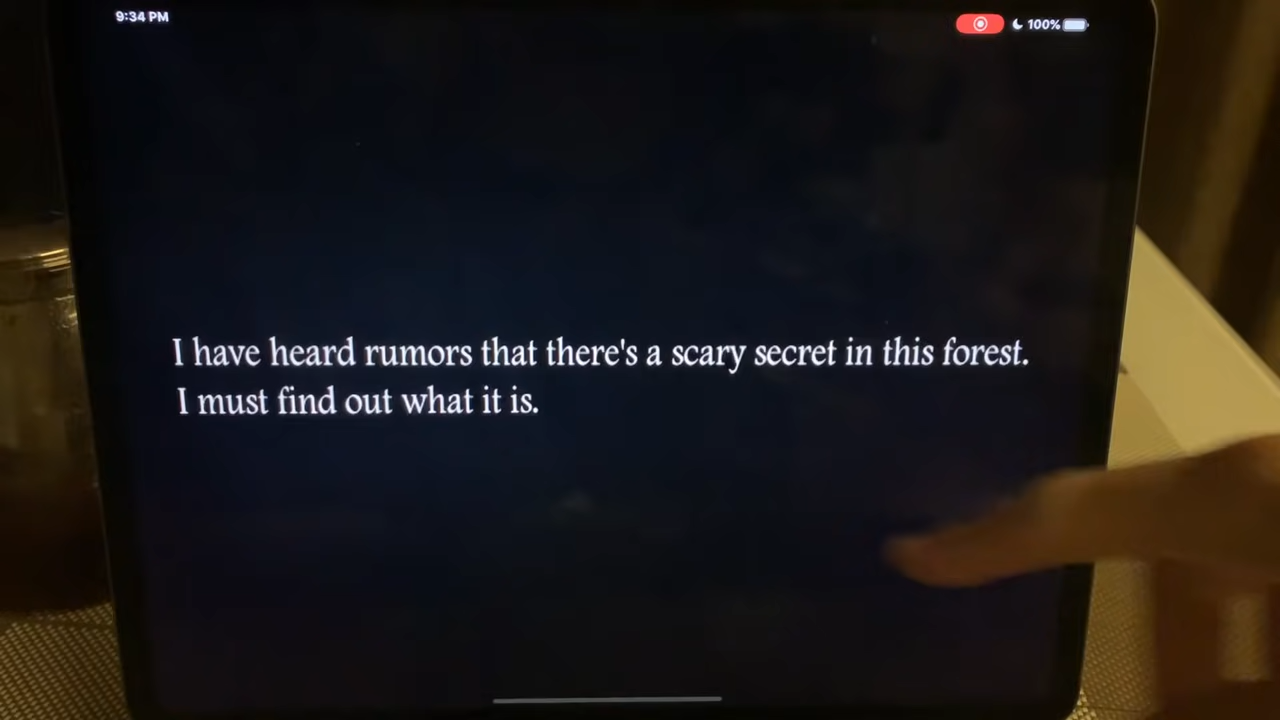 9:34 PM
100%
I have heard rumors that there's a scary secret in this forest.
I must find out what it is.